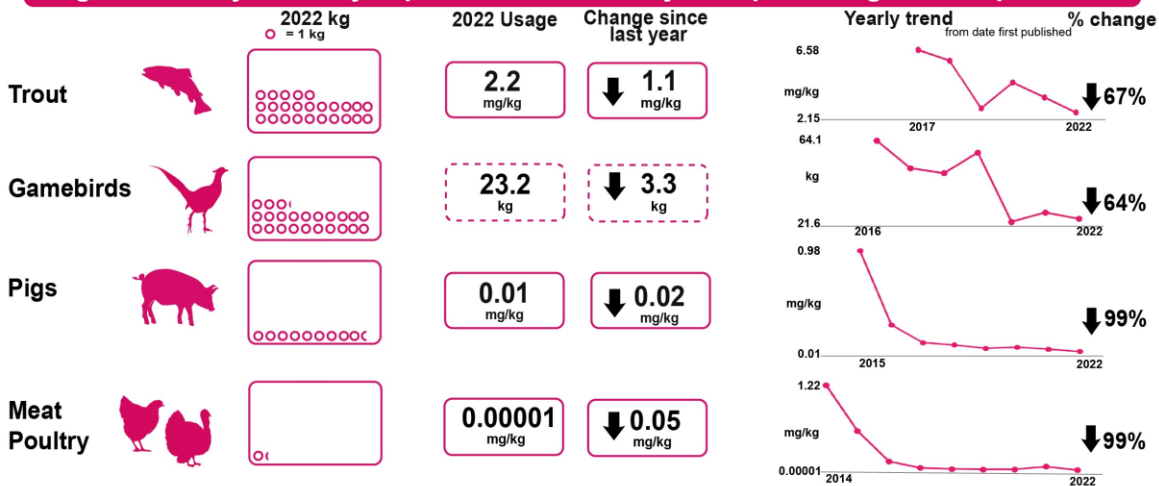 2022 kg
= 1 kg
2022 Usage
Change since
last year
Yearly trend
from date first published
% change
Trout
2.2
mg/kg
1.1
mg/kg
6.58
mg/kg
2.15
2017
2022
67%
Gamebirds
23.2
kg
3.3
kg
64.1
kg
21.6
2016
2022
64%
Pigs
0.01
mg/kg
0.02
mg/kg
0.98
mg/kg
0.01
2015
2022
99%
Meat
Poultry
0.00001
mg/kg
0.05
mg/kg
1.22
mg/kg
0.00001
2014
2022
99%